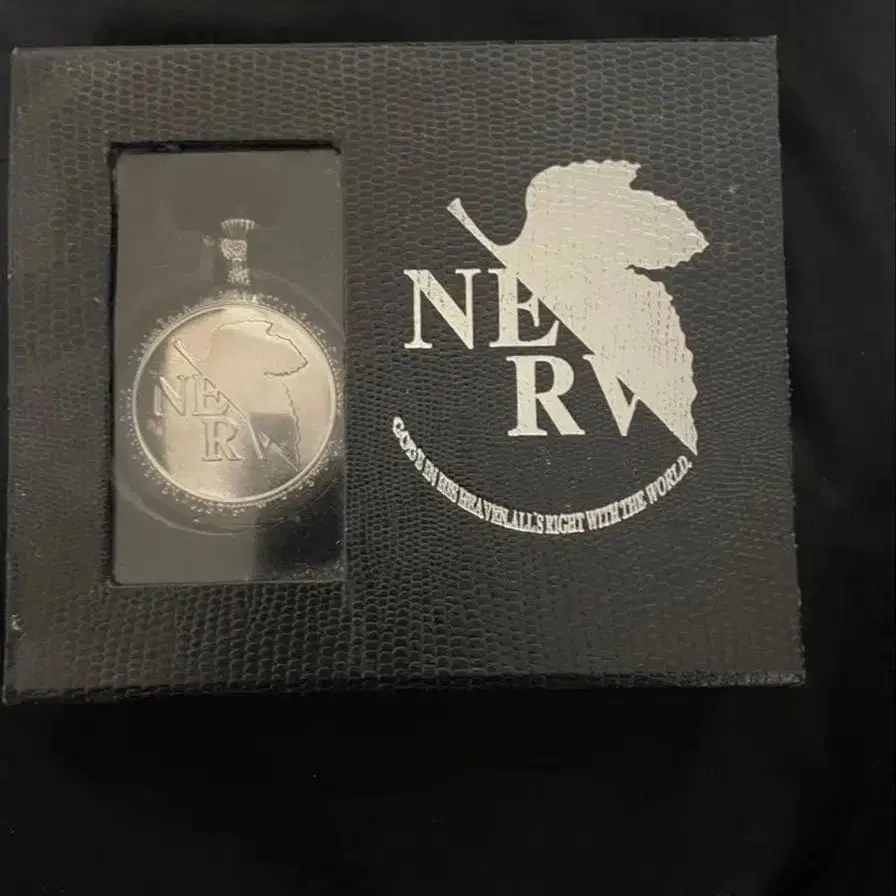 NE
RV
NE
RV
GOD'S IN HIS HEAVEN. ALL'S RIGHT WITH THE WORLD.